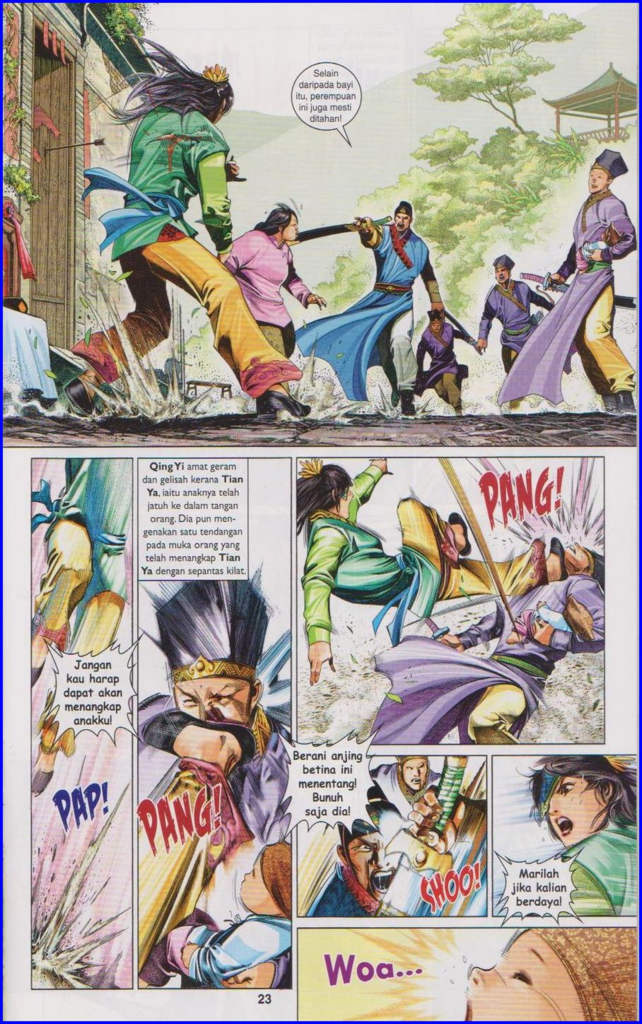 Selain
daripada bayi
itu, perempuan
ini juga mesti
ditahan!
Qing Yi amat geram
dan gelisah kerana Tian
Ya, iaitu anaknya telah
jatuh ke dalam tangan
orang. Dia pun men-
genakan satu tendangan
pada muka orang yang
telah menangkap Tian
Ya dengan sepantas kilat.
PANG!
Jangan
kau harap
dapat akan
menangkap
anakku!
PAP!
PANG!
Berani anjing
betina ini
menentang!
Bunuh
saja dia!
SHOO!
Marilah
jika kalian
berdaya!
Woa...
23